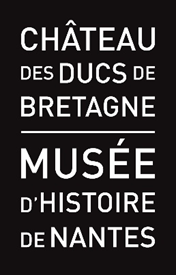 CHÂTEAU
DES DUCS DE
BRETAGNE
MUSÉE
D'HISTOIRE
DE NANTES